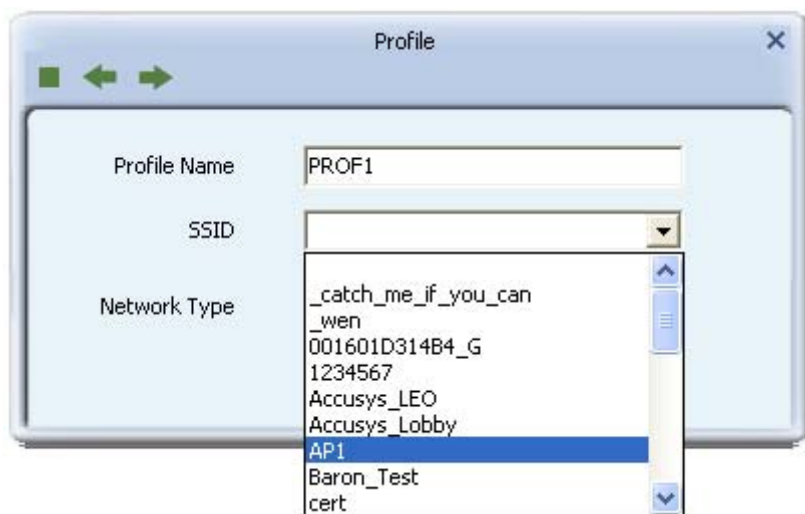 Profile
Profile Name
PROF1
SSID
Network Type
_catch_me_if_you_can
_wen
001601D314B4_G
1234567
Accusys_LEO
Accusys_Lobby
AP1
Baron_Test
cert